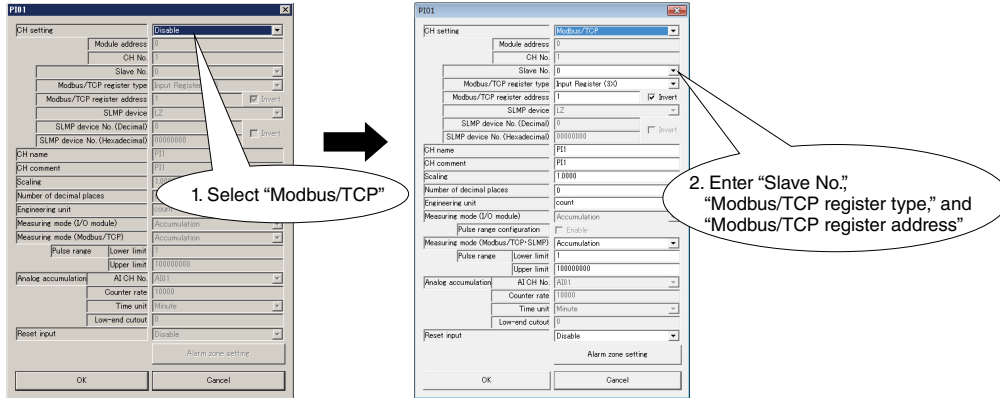 PI01
CH setting Disable
Module address 0
CH No. 1
Slave No. 0
Modbus/TCP register type Input Register
Modbus/TCP register address 1 Invert
SLMP device LZ
SLMP device No. (Decimal) 0
Invert
SLMP device No. (Hexadecimal) 00000000
CH name PI1
CH comment PI1
Scaling 1.000
Number of decimal places
Engineering unit count
Measuring mode (I/O module) Accumulation
Measuring mode (Modbus/TCP) Accumulation
Pulse range Lower limit 1
Upper limit 100000000
Analog accumulation AI CH No. AI01
Counter rate 10000
Time unit Minute
Low-end cutout 0
Reset input Disable
Alarm zone setting
OK Cancel
1. Select “Modbus/TCP”
PI01
CH setting Modbus/TCP
Module address 0
CH No. 1
Slave No. 0
Modbus/TCP register type Input Register (3X)
Modbus/TCP register address 1 Invert
SLMP device LZ
SLMP device No. (Decimal) 0
Invert
SLMP device No. (Hexadecimal) 00000000
CH name PI1
CH comment PI1
Scaling 1.0000
Number of decimal places 0
Engineering unit count
Measuring mode (I/O module) Accumulation
Pulse range configuration Enable
Measuring mode (Modbus/TCP･SLMP) Accumulation
Pulse range Lower limit 1
Upper limit 100000000
Analog accumulation AI CH No. AI01
Counter rate 10000
Time unit Minute
Low-end cutout 0
Reset input Disable
Alarm zone setting
OK Cancel
2. Enter “Slave No.”,
“Modbus/TCP register type,” and
“Modbus/TCP register address”